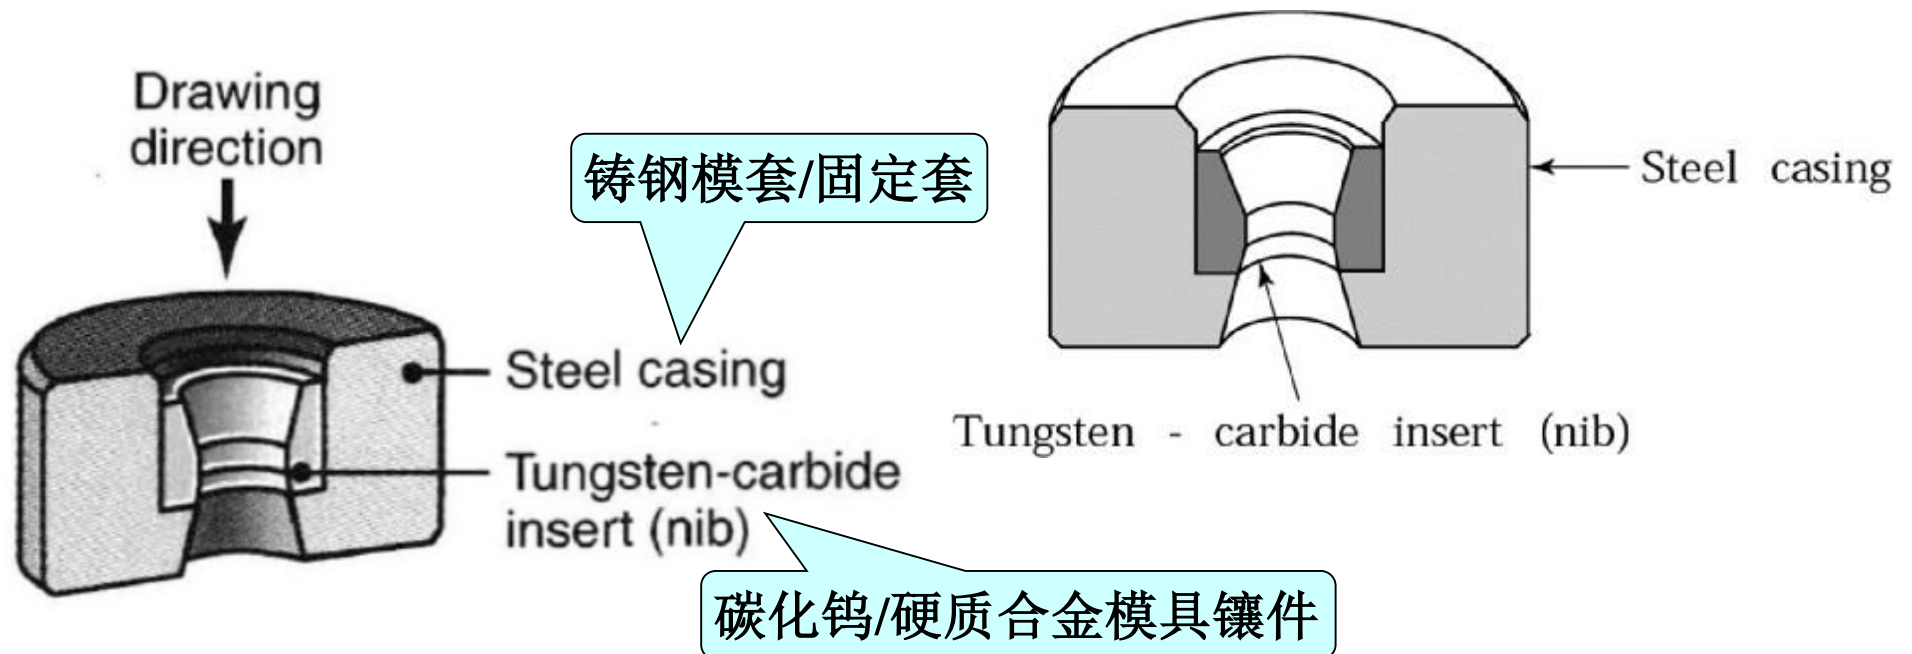 Drawing
direction
铸钢模套/固定套
Steel casing
Steel casing
Tungsten - carbide insert (nib)
Tungsten-carbide
insert (nib)
碳化钨/硬质合金模具镶件